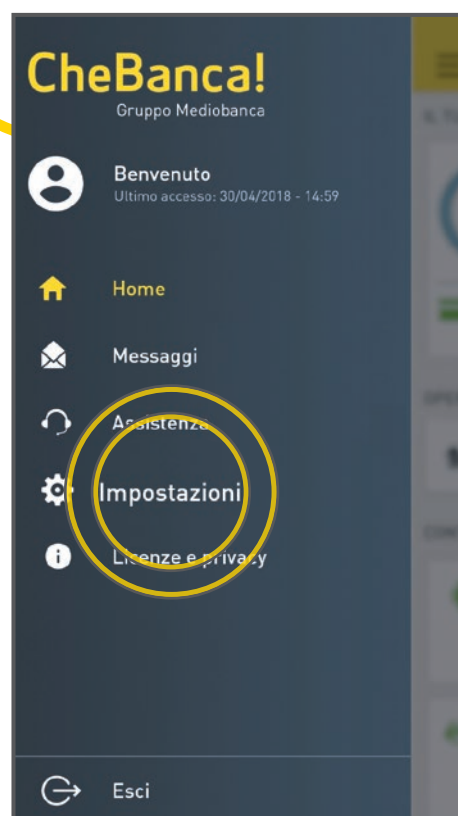 CheBanca!
Gruppo Mediobanca
Benvenuto
Ultimo accesso: 30/04/2018 - 14:59
Home
Messaggi
Assistenza
Impostazioni
Licenze e privacy
Esci